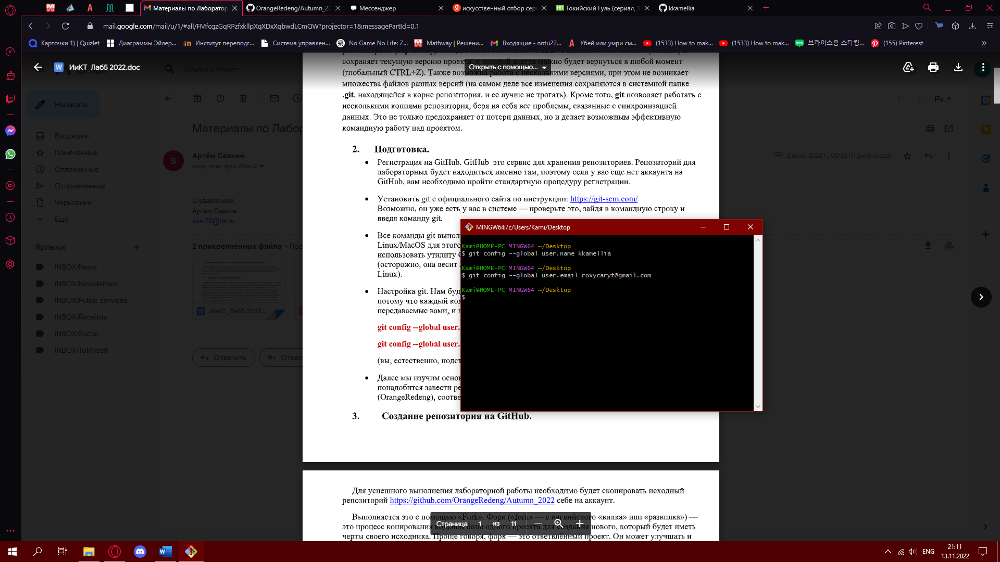 Материалы по Лаборатор
OrangeRedeng/Autumn_20
Мессенджер
искусственный отбор сери
Токийский Гуль (сериал, 1
kkamellia
mail.google.com/mail/u/1/#all/FMfcgzGqRPzfxkllpXqXDxXqbwdLCmQW?projector=1&messagePartId=0.1
Карточки 1) | Quizlet
Диаграммы Эйлер...
Институт переподг...
Система управлен...
No Game No Life: Z...
Mathway | Решени...
Входящие - nntu22...
Убей или умри см...
(1533) How to mak...
(1533) How to mak...
브라이스용 스타킹...
(155) Pinterest
ИиКТ_Лаб5 2022.doc
Поиск в почте
Открыть с помощью...
Написать
Материалы по Лабор
Входящие
Помеченные
Отложенные
Отправленные
Черновики
Ещё
Ярлыки
INBOX/News
INBOX/Newsletters
INBOX/Public services
INBOX/Receipts
INBOX/Social
INBOX/ToMyself
Артём Савкин
кому: мне, ngtu.22pm2
2 нояб. 2022 г., 00:52 (11 дней назад)
С уважением,
Артём Савкин
sae.20@bk.ru
2 прикрепленных файла • Про
ИиКТ_Лаб5 2022....
Ответить
Ответ
сохраняет текущую версию проекта, к которой всегда можно будет вернуться в любой момент
(глобальный CTRL+Z). Также возможна работа с несколькими версиями, при этом не возникает
множества файлов разных версий (на самом деле все изменения сохраняются в системной папке
.git, находящейся в корне репозитория, и ее лучше не трогать). Кроме того, git позволяет работать с
несколькими копиями репозитория, беря на себя все проблемы, связанные с синхронизацией
данных. Это не только предохраняет от потери данных, но и делает возможным эффективную
командную работу над проектом.
2. Подготовка.
• Регистрация на GitHub. GitHub это сервис для хранения репозиториев. Репозиторий для
лабораторных будет находиться именно там, поэтому если у вас еще нет аккаунта на
GitHub, вам необходимо пройти стандартную процедуру регистрации.
• Установить git с официального сайта по инструкции: https://git-scm.com/
Возможно, он уже есть у вас в системе — проверьте это, зайдя в командную строку и
введя команду git.
• Все команды git выпол
Linux/MacOS для этого
использовать утилиту
(осторожно, она весит
Linux).
• Настройка git. Нам буд
потому что каждый ком
передаваемые вами, и
git config --global user.
git config --global user.
(вы, естественно, подст
• Далее мы изучим основ
понадобится завести ре
(OrangeRedeng), соотве
3. Создание репозитория на GitHub.
MINGW64:/c/Users/Kami/Desktop
Kami@HOME-PC MINGW64 ~/Desktop
$ git config --global user.name kkamellia
Kami@HOME-PC MINGW64 ~/Desktop
$ git config --global user.email roxycaryt@gmail.com
Kami@HOME-PC MINGW64 ~/Desktop
$
Для успешного выполнения лабораторной работы необходимо будет скопировать исходный
репозиторий https://github.com/OrangeRedeng/Autumn_2022 себе на аккаунт.
Выполняется это с помощью «Fork». Форк («fork» — с английского «вилка» или «развилка») —
это процесс копирования кодовой базы одного проекта для создания нового, который будет иметь
черты своего исходника. Проще говоря, форк — это ответвлённый проект. Он может улучшать и
Страница 1 из 11
ENG
21:11
13.11.2022